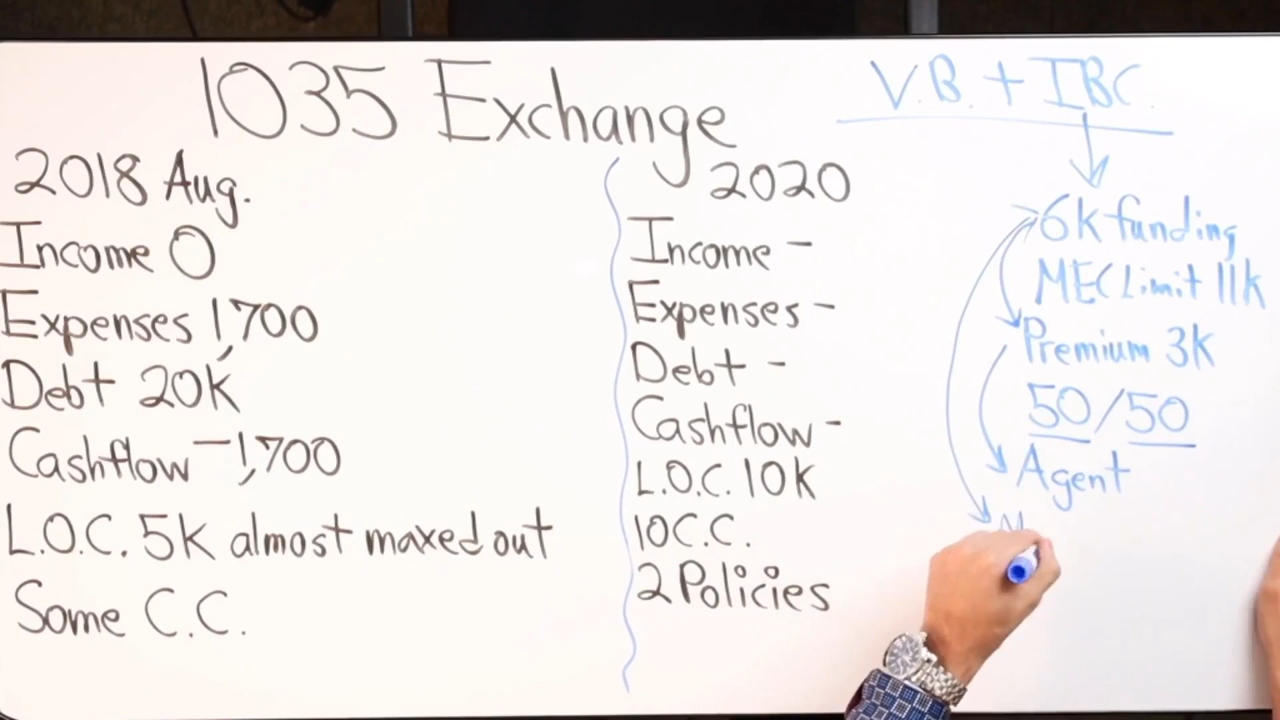 1035 Exchange
2018 Aug.
Income 0
Expenses 1,700
Debt 20K
Cashflow -1,700
L.O.C. 5K almost maxed out
Some C.C.
2020
Income -
Expenses -
Debt -
Cashflow -
L.O.C. 10K
10 C.C.
2 Policies
V.B. + IBC.
6k funding
MEC Limit 11k
Premium 3k
50/50
Agent